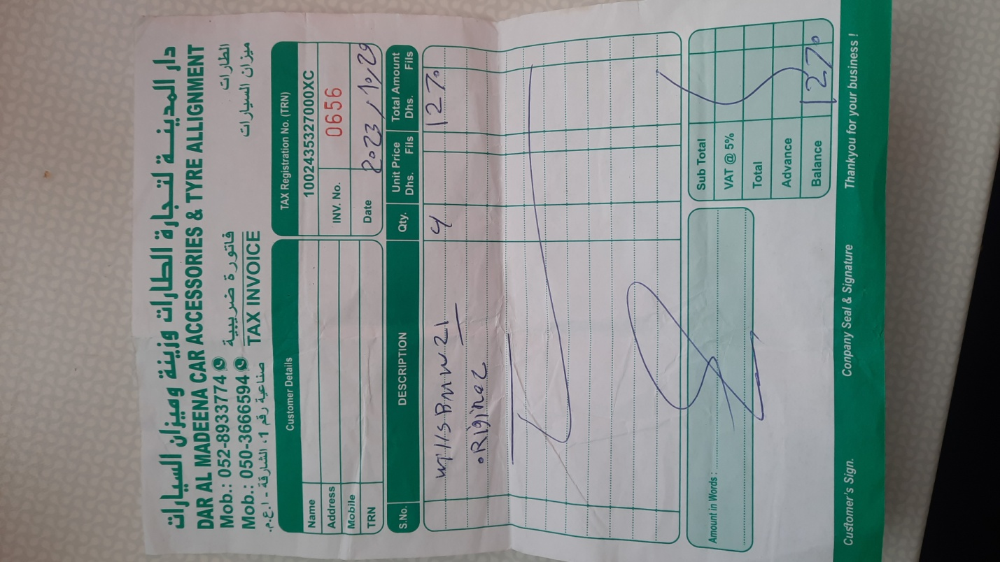 دار المدينة لتجارة الطارات وزينة وميزان السيارات
DAR AL MADEENA CAR ACCESSORIES & TYRE ALLIGNMENT
Mob.: 052-8933774
Mob.: 050-3666594
صناعية رقم 1، الشارقة - ا.ع.م.
فاتورة ضريبية
TAX INVOICE
الطارات
ميزان السيارات
Customer Details
Name
Address
Mobile
TRN
TAX Registration No. (TRN)
1002435327000XC
INV. No. 0656
Date 2023/10/29
S.No. DESCRIPTION Qty. Unit Price Dhs. Fils Total Amount Dhs. Fils
Wills BMW 21 4 1270
ORiginal
Amount in Words :
Sub Total
VAT @ 5%
Total
Advance
Balance 1270
Customer's Sign. Conpany Seal & Signature Thankyou for your business !